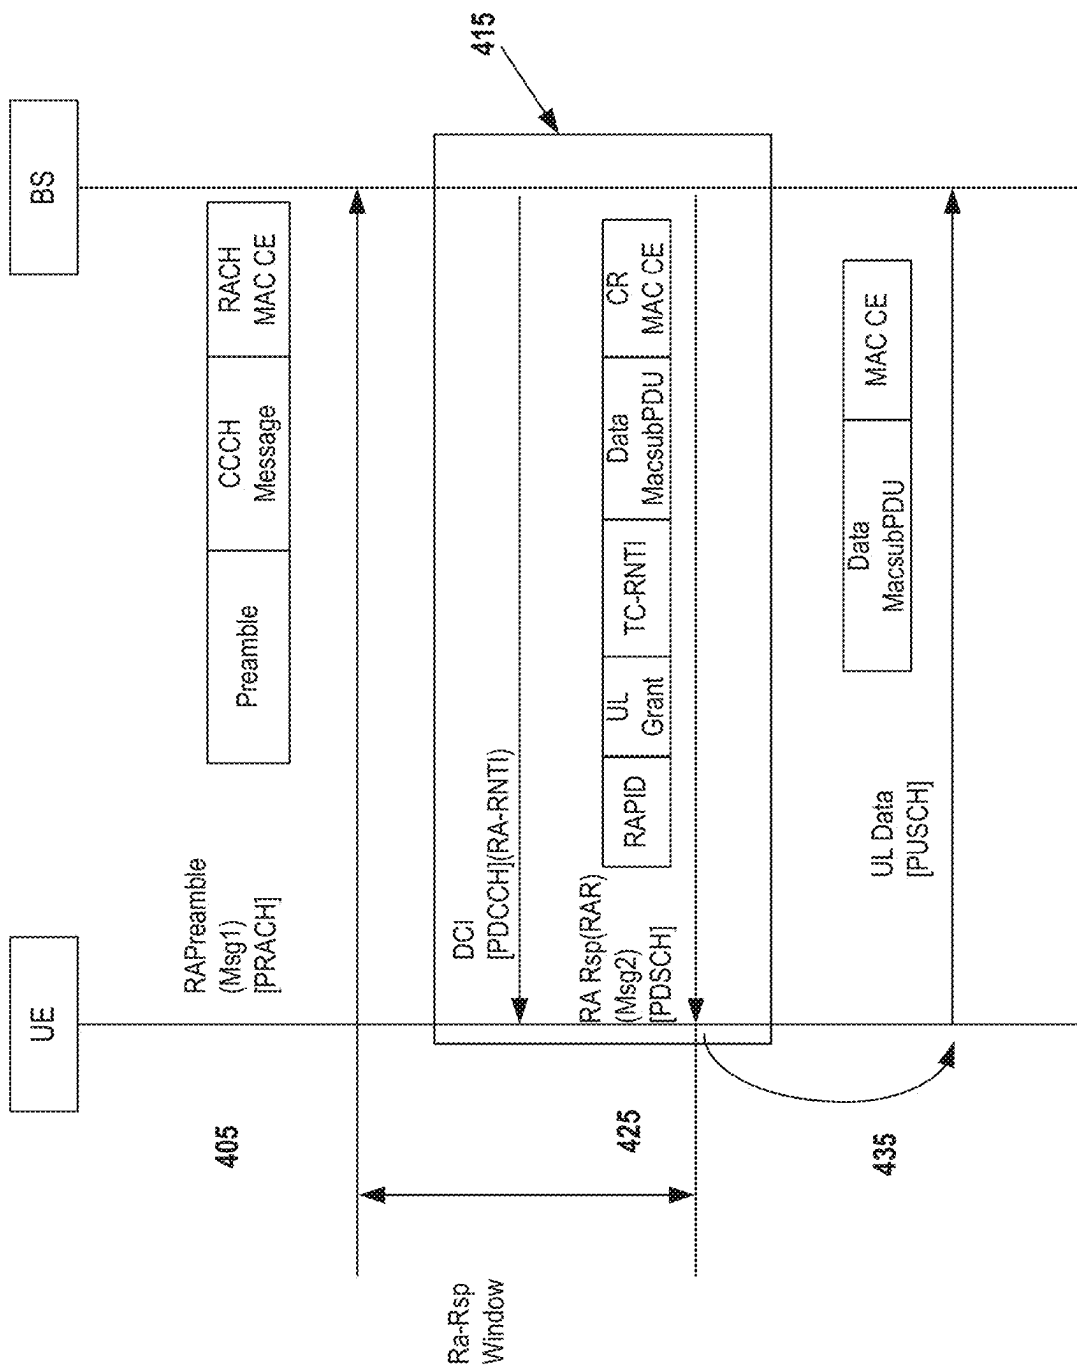 UE
BS
405
RAPreamble
(Msg1)
[PRACH]
Preamble
CCCH
Message
RACH
MAC CE
415
Ra-Rsp
Window
DCI
[PDCCH](RA-RNTI)
425
RA Rsp(RAR)
(Msg2)
[PDSCH]
RAPID
UL
Grant
TC-RNTI
Data
MacsubPDU
CR
MAC CE
435
UL Data
[PUSCH]
Data
MacsubPDU
MAC CE